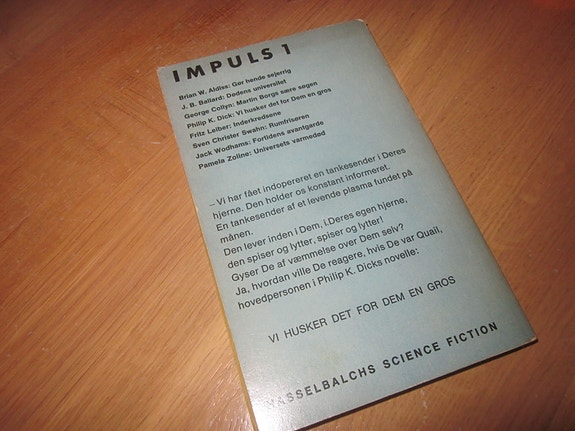 IMPULS 1
Brian W. Aldiss: Gør hende sejerrig
J. B. Ballard: Dødens universitet
George Collyn: Martin Borgs sære søgen
Philip K. Dick: Vi husker det for Dem en gros
Fritz Leiber: Inderkredsene
Sven Christer Swahn: Rumfriseren
Jack Wodhams: Fortidens avantgarde
Pamela Zoline: Universets varmedød
– Vi har fået indopereret en tankesender i Deres
hjerne. Den holder os konstant informeret.
En tankesender af et levende plasma fundet på
månen.
Den lever inden i Dem, i Deres egen hjerne,
den spiser og lytter, spiser og lytter!
Gyser De af væmmelse over Dem selv?
Ja, hvordan ville De reagere, hvis De var Quail,
hovedpersonen i Philip K. Dicks novelle:
VI HUSKER DET FOR DEM EN GROS
HASSELBALCHS SCIENCE FICTION